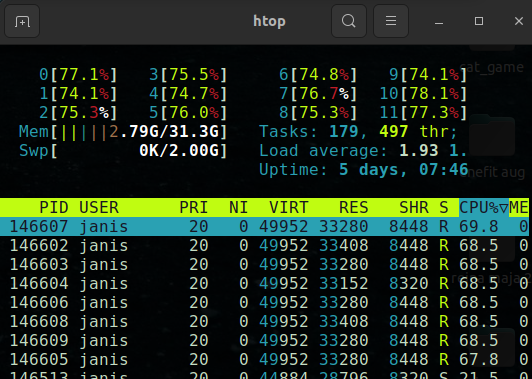 htop
0[77.1%] 3[75.5%] 6[74.8%] 9[74.1%]
1[74.1%] 4[74.7%] 7[76.7%] 10[78.1%]
2[75.3%] 5[76.0%] 8[75.3%] 11[77.3%]
Mem[|||||2.79G/31.3G] Tasks: 179, 497 thr;
Swp[ 0K/2.00G] Load average: 1.93 1.
Uptime: 5 days, 07:46
cat_game
nefit aug
PID USER PRI NI VIRT RES SHR S CPU%▽ME
146607 janis 20 0 49952 33280 8448 R 69.8 0
146602 janis 20 0 49952 33408 8448 R 68.5 0
146603 janis 20 0 49952 33280 8448 R 68.5 0
146604 janis 20 0 49952 33152 8320 R 68.5 0
146606 janis 20 0 49952 33280 8448 R 68.5 0
146608 janis 20 0 49952 33408 8448 R 68.5 0
146609 janis 20 0 49952 33280 8448 R 68.5 0
146605 janis 20 0 49952 33280 8448 R 67.8 0
146513 janis 20 0 44884 28796 8320 S 21.5 0